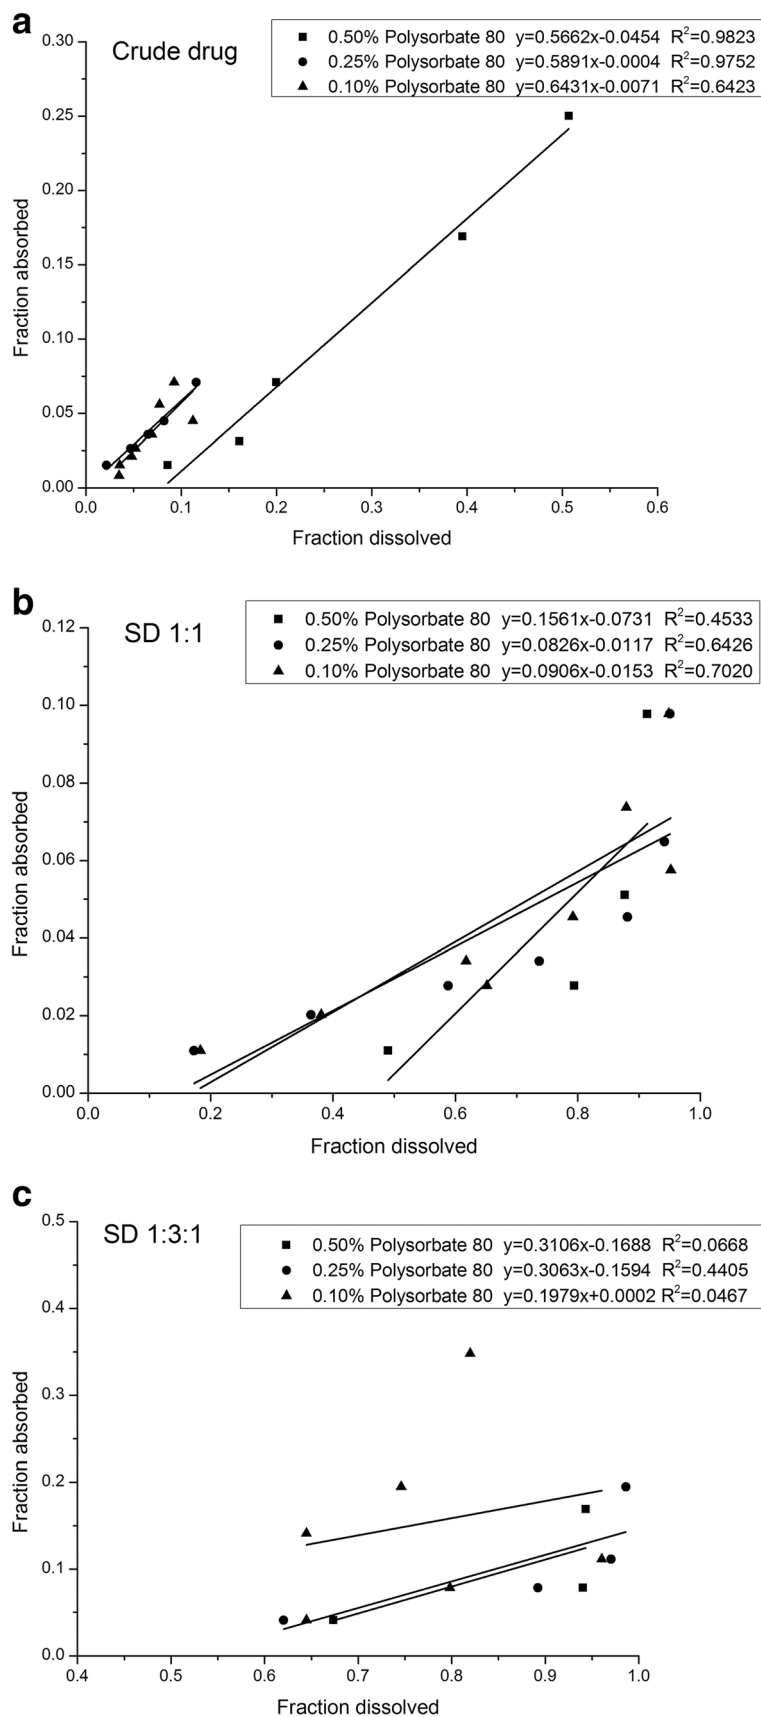 a
Crude drug
0.50% Polysorbate 80 y=0.5662x-0.0454 R²=0.9823
0.25% Polysorbate 80 y=0.5891x-0.0004 R²=0.9752
0.10% Polysorbate 80 y=0.6431x-0.0071 R²=0.6423
0.30
0.25
0.20
0.15
0.10
0.05
0.00
Fraction absorbed
0.0 0.1 0.2 0.3 0.4 0.5 0.6
Fraction dissolved
b
SD 1:1
0.50% Polysorbate 80 y=0.1561x-0.0731 R²=0.4533
0.25% Polysorbate 80 y=0.0826x-0.0117 R²=0.6426
0.10% Polysorbate 80 y=0.0906x-0.0153 R²=0.7020
0.12
0.10
0.08
0.06
0.04
0.02
0.00
Fraction absorbed
0.0 0.2 0.4 0.6 0.8 1.0
Fraction dissolved
c
SD 1:3:1
0.50% Polysorbate 80 y=0.3106x-0.1688 R²=0.0668
0.25% Polysorbate 80 y=0.3063x-0.1594 R²=0.4405
0.10% Polysorbate 80 y=0.1979x+0.0002 R²=0.0467
0.5
0.4
0.3
0.2
0.1
0.0
Fraction absorbed
0.4 0.5 0.6 0.7 0.8 0.9 1.0
Fraction dissolved